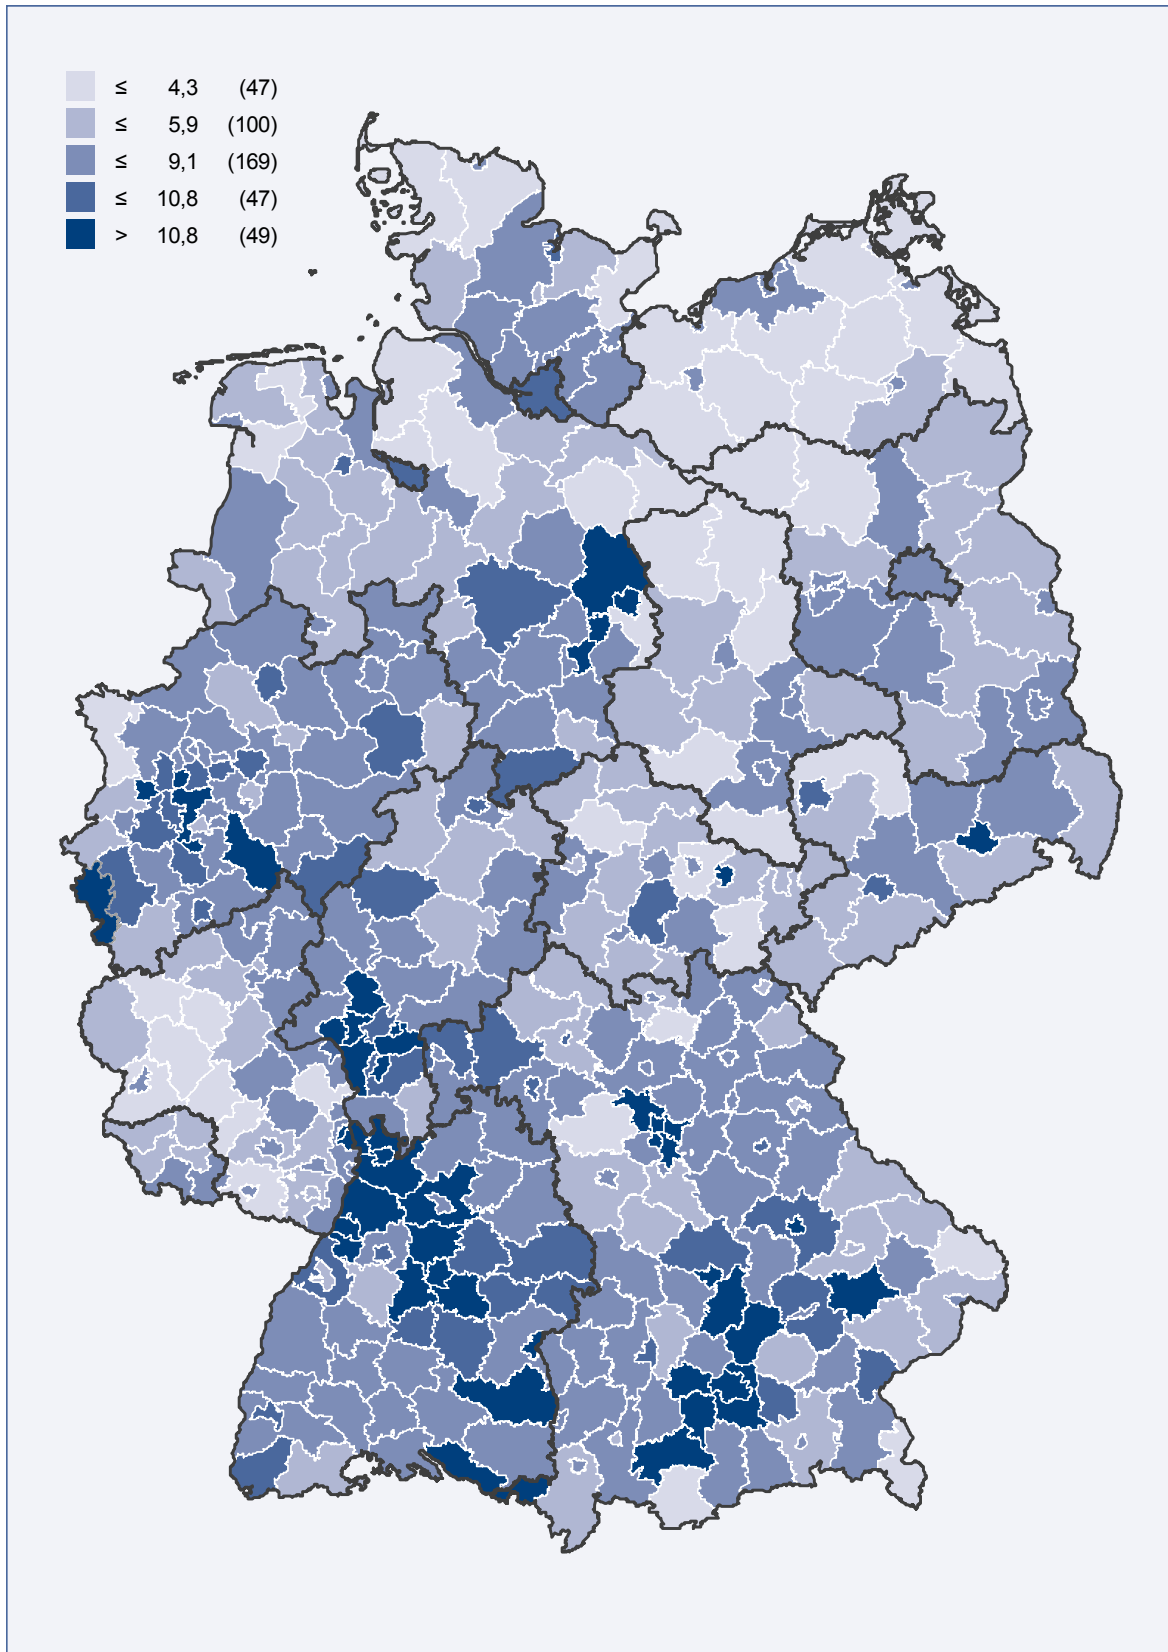 ≤ 4,3 (47)
≤ 5,9 (100)
≤ 9,1 (169)
≤ 10,8 (47)
> 10,8 (49)